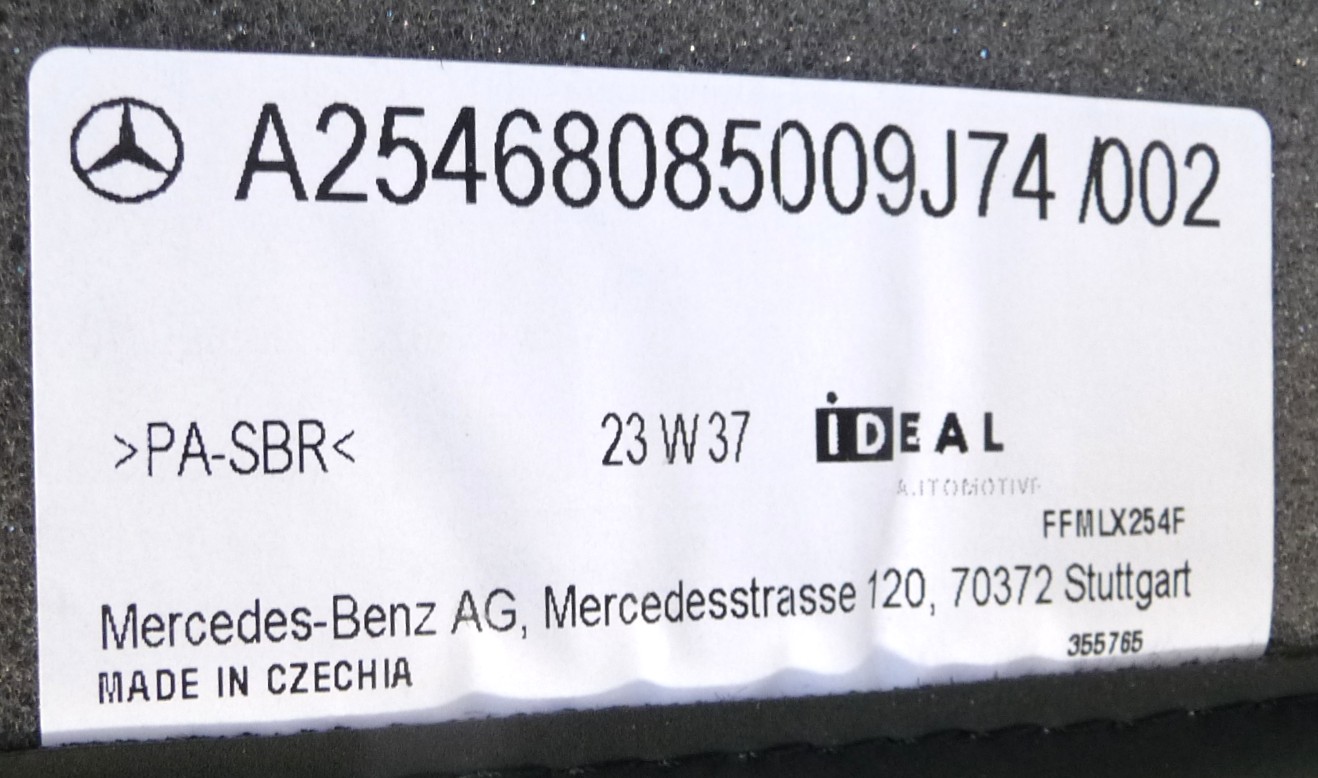 A25468085009J74 /002
>PA-SBR< 23 W 37 iDEAL
AUTOMOTIVE
FFMLX254F
Mercedes-Benz AG, Mercedesstrasse 120, 70372 Stuttgart
MADE IN CZECHIA 355765